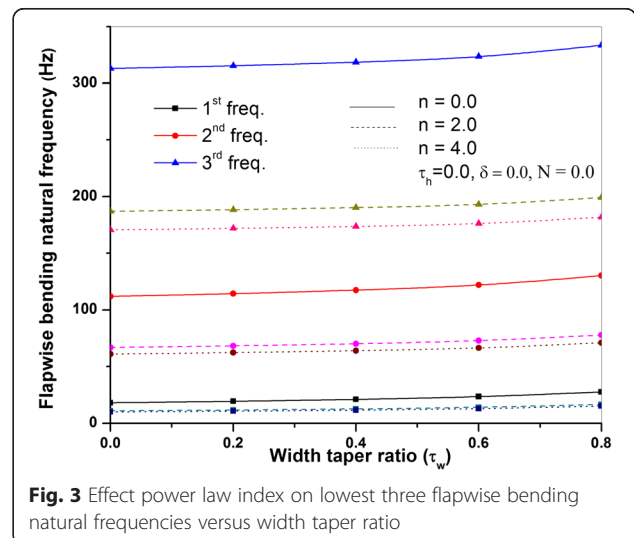 Flapwise bending natural frequency (Hz)
300
200
100
0
1st freq.
2nd freq.
3rd freq.
n = 0.0
n = 2.0
n = 4.0
τh=0.0, δ = 0.0, N = 0.0
0.0 0.2 0.4 0.6 0.8
Width taper ratio (τw)
Fig. 3 Effect power law index on lowest three flapwise bending
natural frequencies versus width taper ratio